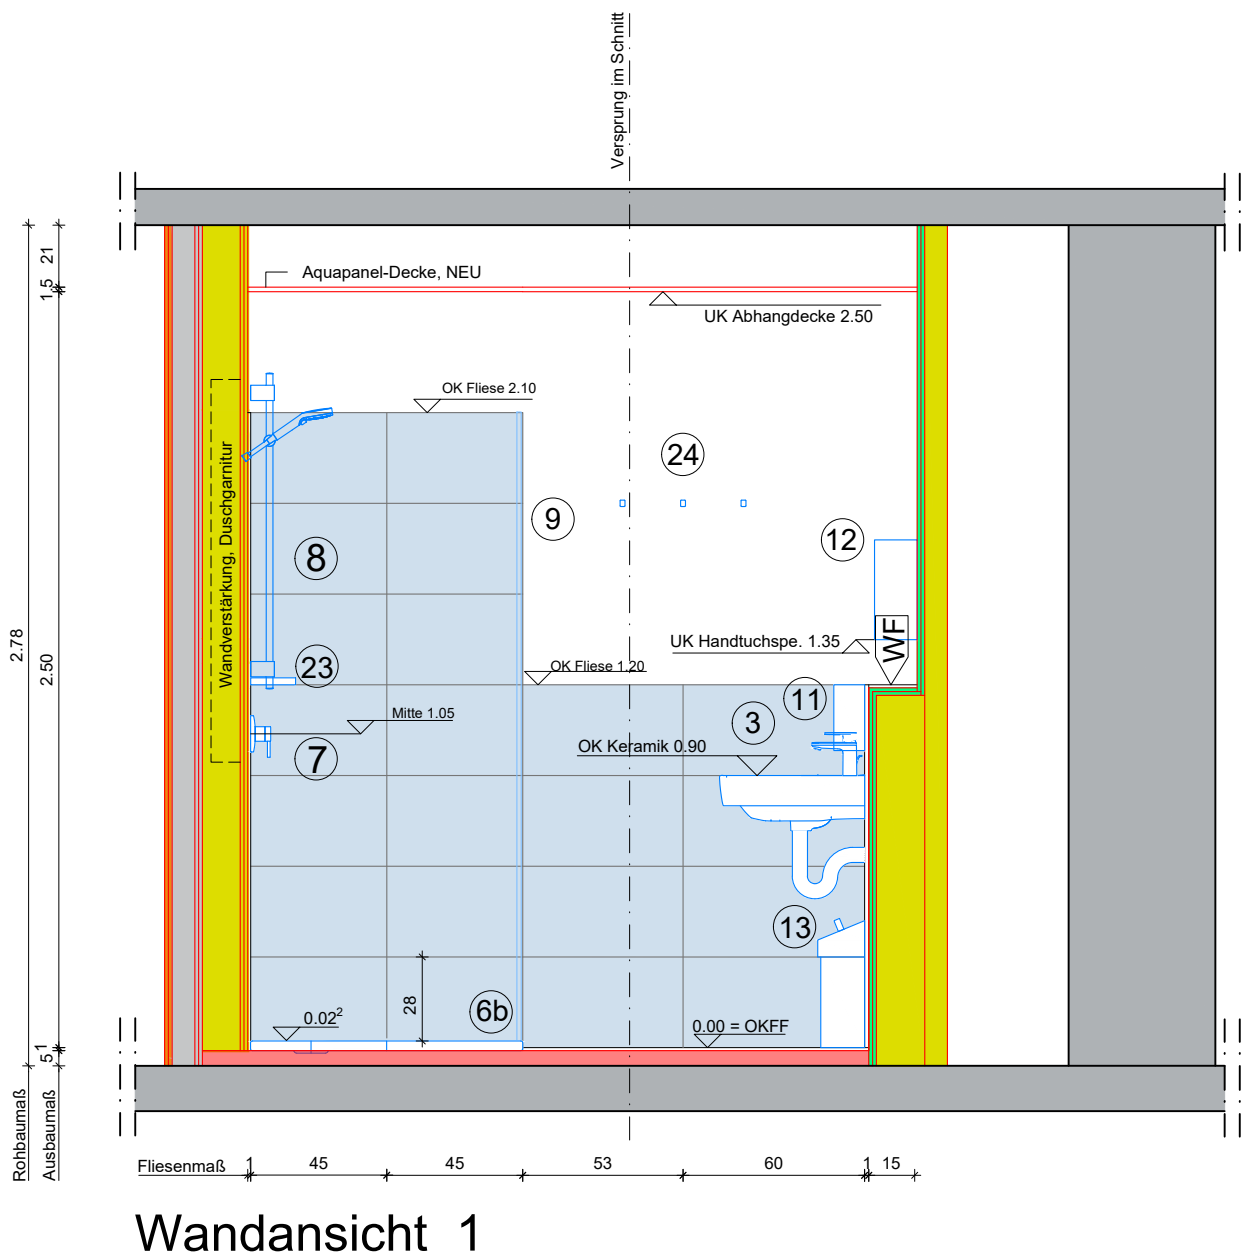 Versprung im Schnitt
Aquapanel-Decke, NEU
UK Abhangdecke 2.50
OK Fliese 2.10
24
9
12
8
Wandverstärkung, Duschgarnitur
WF
UK Handtuchspe. 1.35
OK Fliese 1.20
23
11
3
Mitte 1.05
7
OK Keramik 0.90
13
28
6b
0.02²
0.00 = OKFF
21
1,5
2.78
2.50
1
5
Rohbaumaß
Ausbaumaß
Fliesenmaß 1 45 45 53 60 1 15
Wandansicht 1